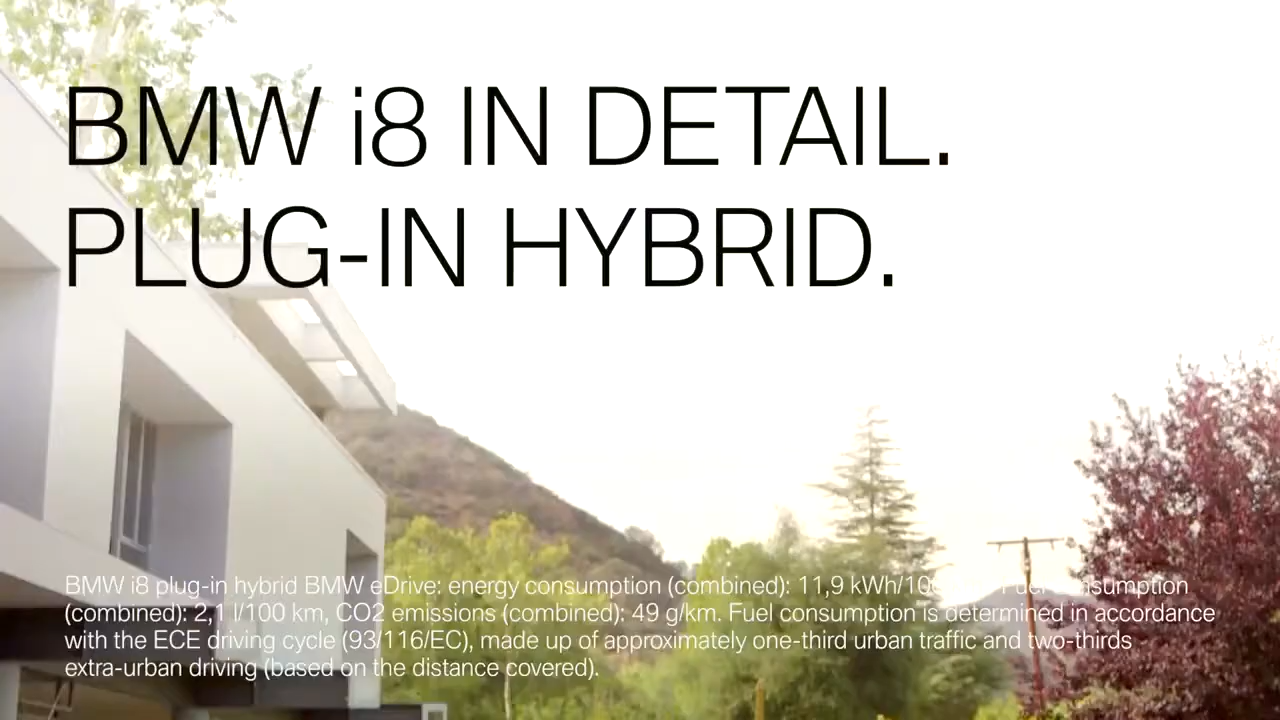 BMW i8 IN DETAIL.
PLUG-IN HYBRID.
BMW i8 plug-in hybrid BMW eDrive: energy consumption (combined): 11,9 kWh/100 Fuel consumption
(combined): 2,1 l/100 km, CO2 emissions (combined): 49 g/km. Fuel consumption is determined in accordance
with the ECE driving cycle (93/116/EC), made up of approximately one-third urban traffic and two-thirds
extra-urban driving (based on the distance covered).